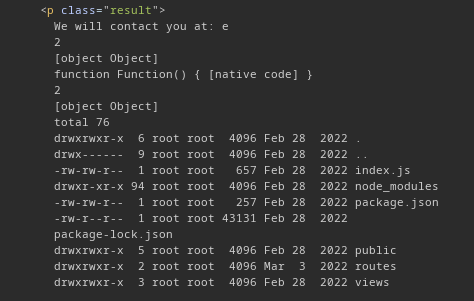 <p class="result">
We will contact you at: e
2
[object Object]
function Function() { [native code] }
2
[object Object]
total 76
drwxrwxr-x  6 root root  4096 Feb 28  2022 .
drwx------  9 root root  4096 Feb 28  2022 ..
-rw-rw-r--  1 root root   657 Feb 28  2022 index.js
drwxr-xr-x 94 root root  4096 Feb 28  2022 node_modules
-rw-rw-r--  1 root root   257 Feb 28  2022 package.json
-rw-r--r--  1 root root 43131 Feb 28  2022
package-lock.json
drwxrwxr-x  5 root root  4096 Feb 28  2022 public
drwxrwxr-x  2 root root  4096 Mar  3  2022 routes
drwxrwxr-x  3 root root  4096 Feb 28  2022 views